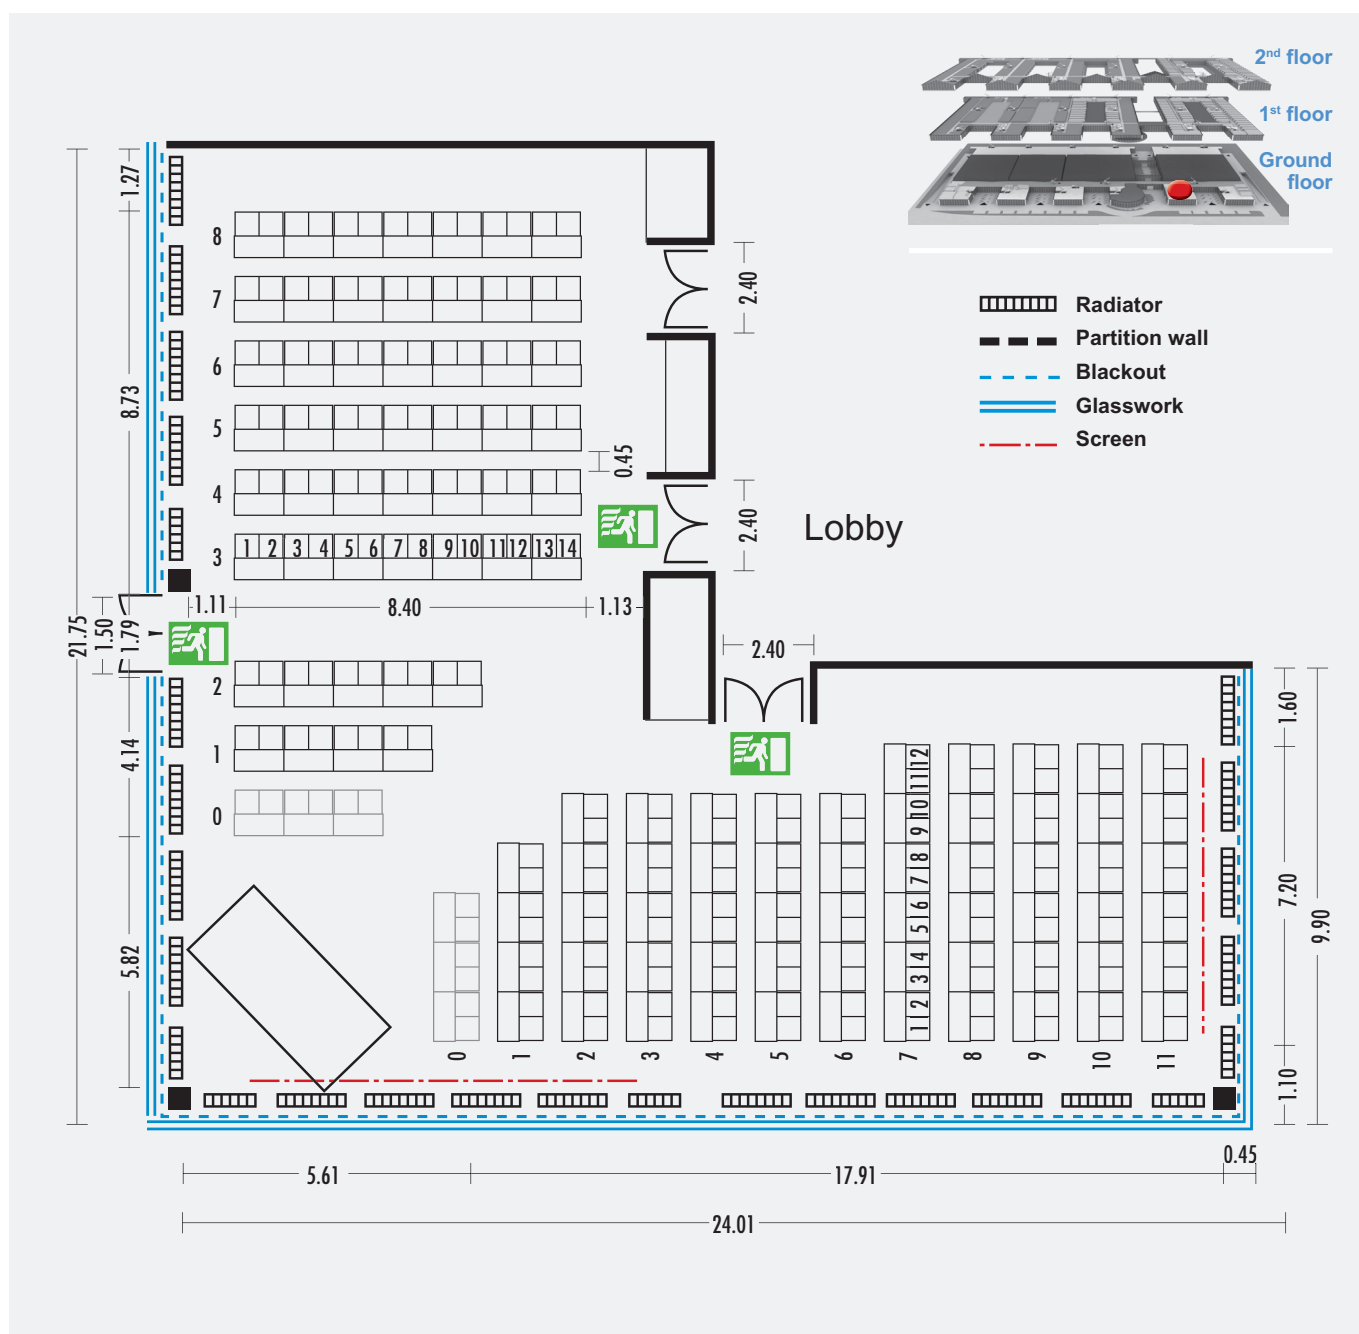 2nd floor
1st floor
Ground
floor
Radiator
Partition wall
Blackout
Glasswork
Screen
1.27
8
2.40
7
6
8.73
5
0.45
4
2.40
Lobby
3 1 2 3 4 5 6 7 8 9 10 11 12 13 14
1.11 8.40 1.13
21.75
1.50
1.79
2.40
2
1.60
1
4.14
12
11
10
0
9
8
7
7.20
6
9.90
5
5.82
4
3
2
1
0 1 2 3 4 5 6 7 8 9 10 11
1.10
0.45
5.61 17.91
24.01